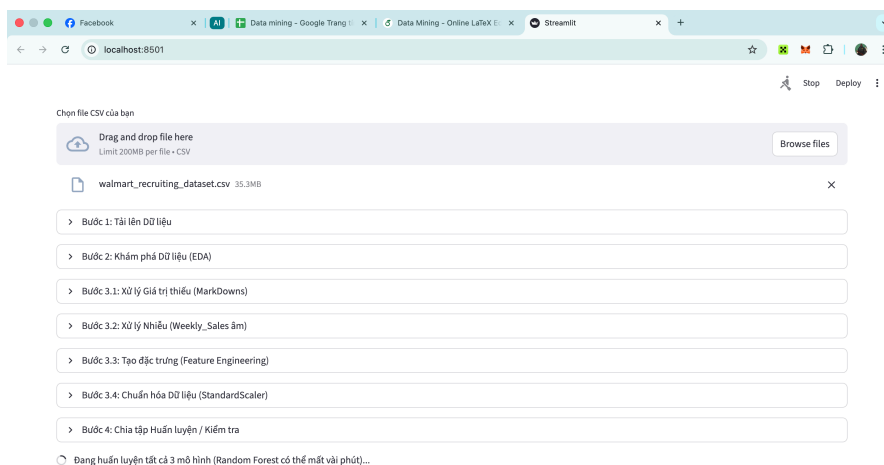 Facebook
AI
Data mining - Google Trang t
Data Mining - Online LaTeX Ed
Streamlit
localhost:8501
Stop
Deploy
Chọn file CSV của bạn
Drag and drop file here
Limit 200MB per file • CSV
Browse files
walmart_recruiting_dataset.csv 35.3MB
Bước 1: Tải lên Dữ liệu
Bước 2: Khám phá Dữ liệu (EDA)
Bước 3.1: Xử lý Giá trị thiếu (MarkDowns)
Bước 3.2: Xử lý Nhiễu (Weekly_Sales âm)
Bước 3.3: Tạo đặc trưng (Feature Engineering)
Bước 3.4: Chuẩn hóa Dữ liệu (StandardScaler)
Bước 4: Chia tập Huấn luyện / Kiểm tra
Đang huấn luyện tất cả 3 mô hình (Random Forest có thể mất vài phút)...